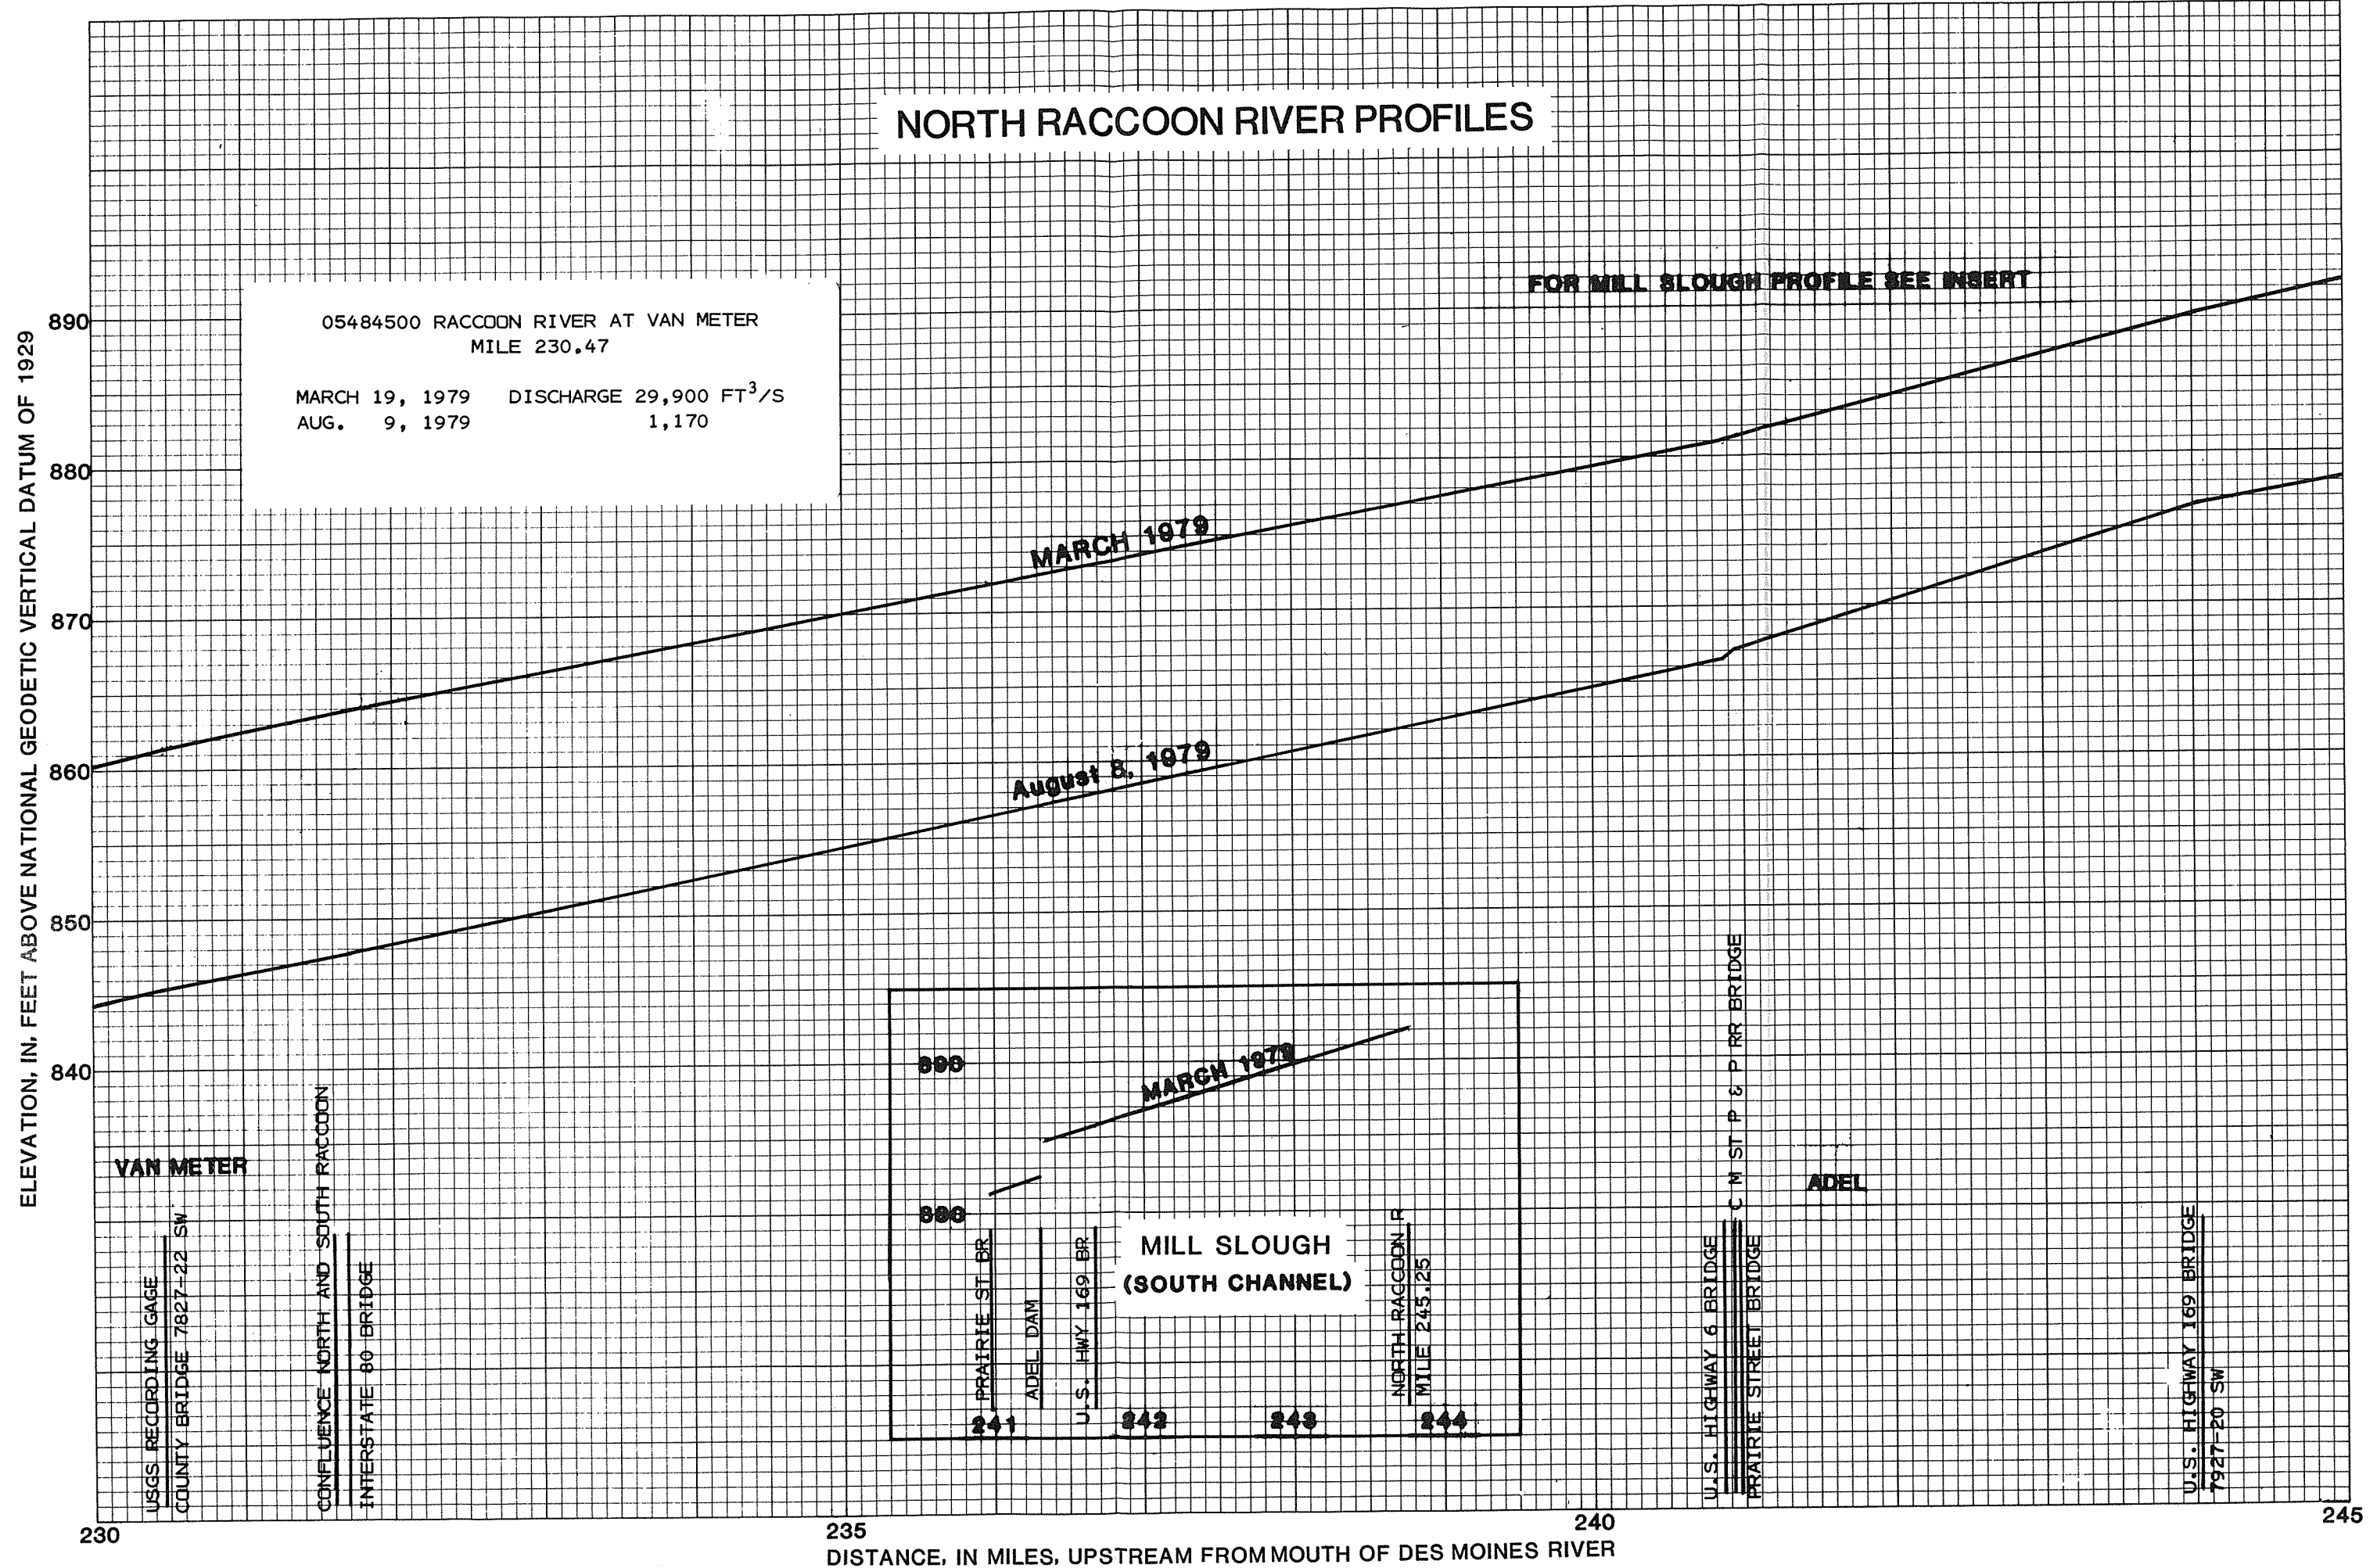 NORTH RACCOON RIVER PROFILES
FOR MILL SLOUGH PROFILE SEE INSERT
05484500 RACCOON RIVER AT VAN METER
MILE 230.47
MARCH 19, 1979 DISCHARGE 29,900 FT³/S
AUG. 9, 1979 1,170
ELEVATION, IN, FEET ABOVE NATIONAL GEODETIC VERTICAL DATUM OF 1929
890
880
870
860
850
840
MARCH 1979
August 8, 1979
VAN METER
USGS RECORDING GAGE
COUNTY BRIDGE 7827-22 SW
CONFLUENCE NORTH AND SOUTH RACCOON
INTERSTATE 80 BRIDGE
890
880
MARCH 1979
PRAIRIE ST BR
ADEL DAM
U.S. HWY 169 BR
MILL SLOUGH
(SOUTH CHANNEL)
NORTH RACCOON R
MILE 245.25
241
242
243
244
U.S. HIGHWAY 6 BRIDGE
C M ST P & P RR BRIDGE
PRAIRIE STREET BRIDGE
ADEL
U.S. HIGHWAY 169 BRIDGE
7927-20 SW
230
235
240
245
DISTANCE, IN MILES, UPSTREAM FROM MOUTH OF DES MOINES RIVER